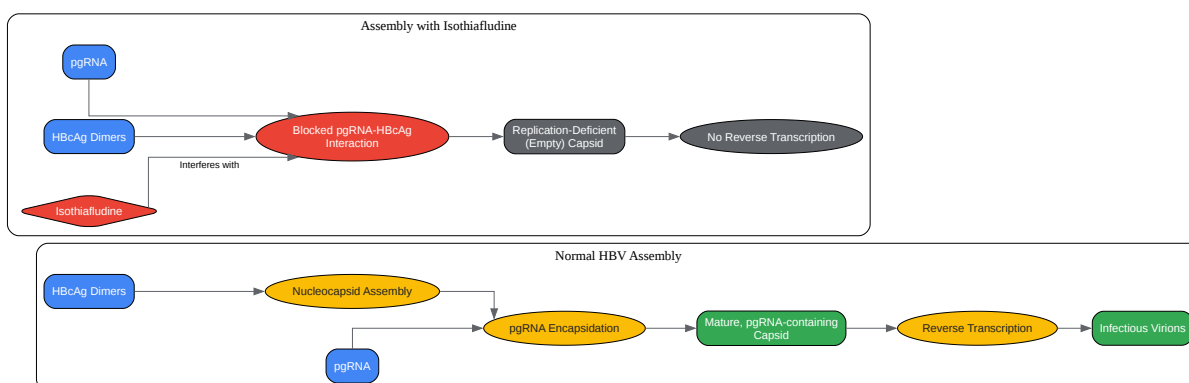 Assembly with Isothiafludine
pgRNA
HBcAg Dimers
Blocked pgRNA-HBcAg
Interaction
Replication-Deficient
(Empty) Capsid
No Reverse Transcription
Interferes with
Isothiafludine
Normal HBV Assembly
HBcAg Dimers
Nucleocapsid Assembly
pgRNA Encapsidation
Mature, pgRNA-containing
Capsid
Reverse Transcription
Infectious Virions
pgRNA